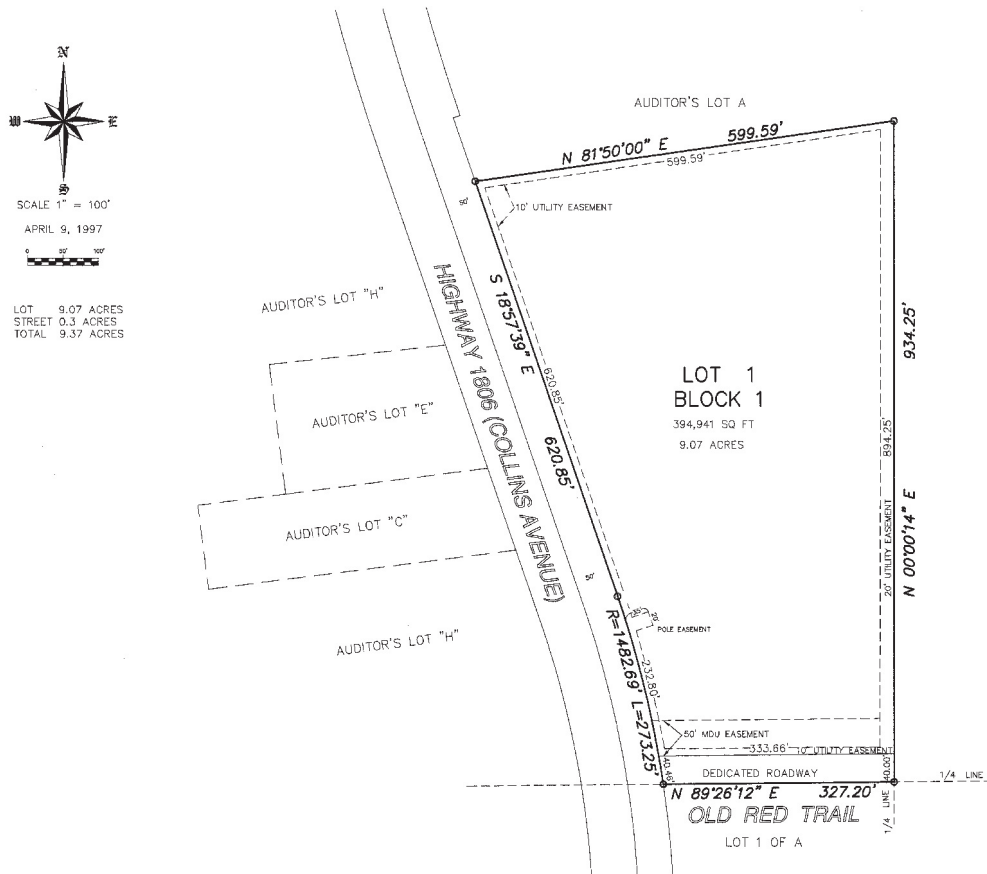 N
W E
S
SCALE 1" = 100'
APRIL 9, 1997
0 50' 100'
LOT 9.07 ACRES
STREET 0.3 ACRES
TOTAL 9.37 ACRES
AUDITOR'S LOT A
N 81°50'00" E 599.59'
599.59'
10' UTILITY EASEMENT
AUDITOR'S LOT "H"
AUDITOR'S LOT "E"
AUDITOR'S LOT "C"
AUDITOR'S LOT "H"
HIGHWAY 1806 (COLLINS AVENUE)
S 18°57'39" E 620.85'
620.85'
LOT 1
BLOCK 1
394,941 SQ FT
9.07 ACRES
934.25'
N 00°00'14" E
894.25'
20' UTILITY EASEMENT
20'
POLE EASEMENT
R=1482.69' L=273.25'
232.80'
50' MDU EASEMENT
333.66' 10' UTILITY EASEMENT
40.46'
DEDICATED ROADWAY
40.00'
N 89°26'12" E 327.20'
1/4 LINE
1/4 LINE
OLD RED TRAIL
LOT 1 OF A